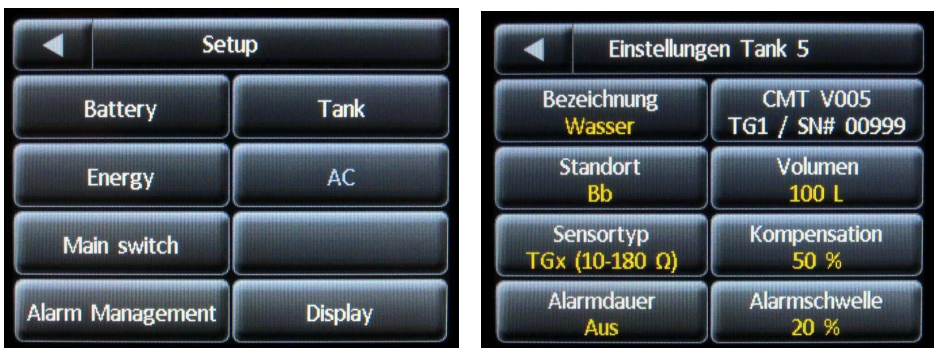 Setup
Battery
Tank
Energy
AC
Main switch
Alarm Management
Display
Einstellungen Tank 5
Bezeichnung
Wasser
CMT V005
TG1 / SN# 00999
Standort
Bb
Volumen
100 L
Sensortyp
TGx (10-180 Ω)
Kompensation
50 %
Alarmdauer
Aus
Alarmschwelle
20 %